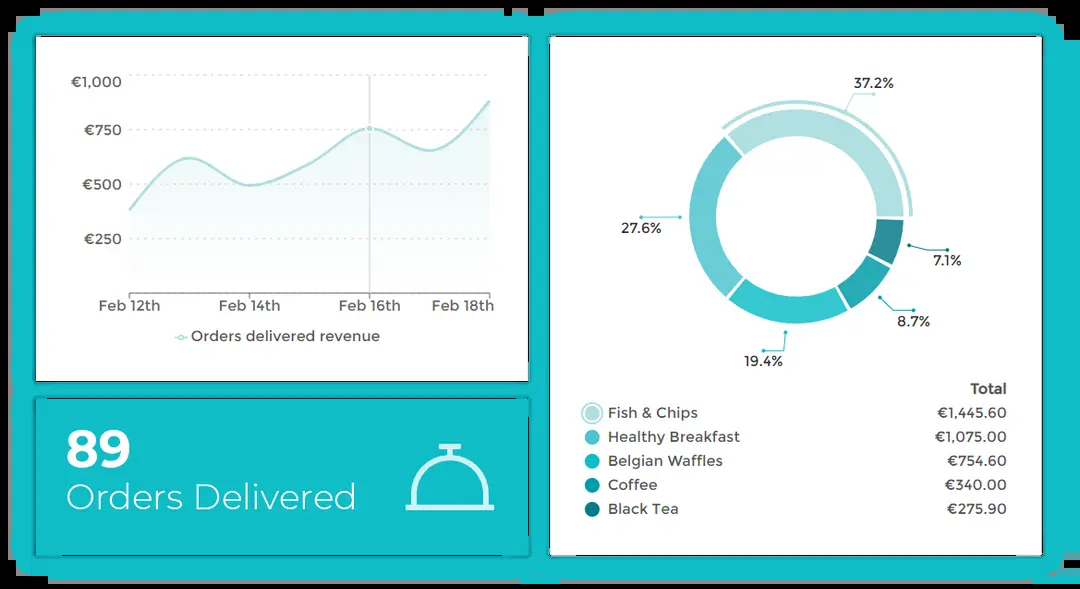 €1,000
€750
€500
€250
Feb 12th Feb 14th Feb 16th Feb 18th
Orders delivered revenue
89
Orders Delivered
37.2%
27.6%
7.1%
8.7%
19.4%
Total
Fish & Chips €1,445.60
Healthy Breakfast €1,075.00
Belgian Waffles €754.60
Coffee €340.00
Black Tea €275.90